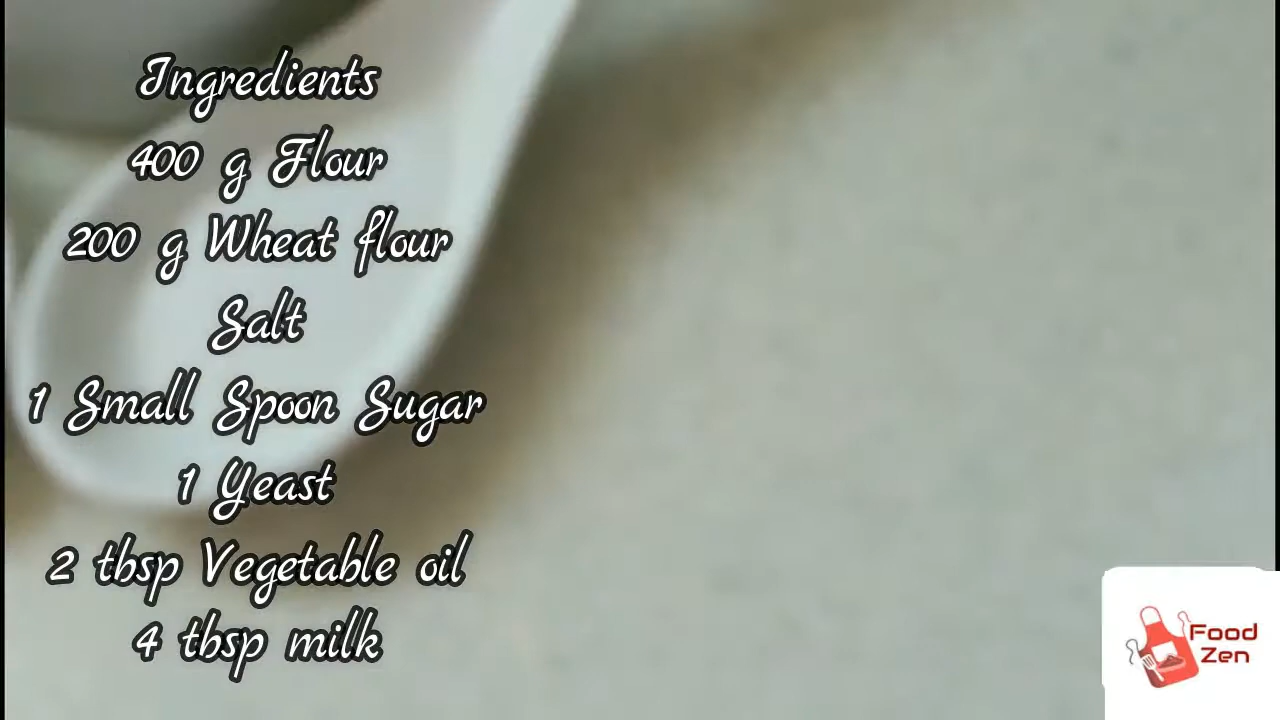 Ingredients
400 g Flour
200 g Wheat flour
Salt
1 Small Spoon Sugar
1 Yeast
2 tbsp Vegetable oil
4 tbsp milk
Food
Zen